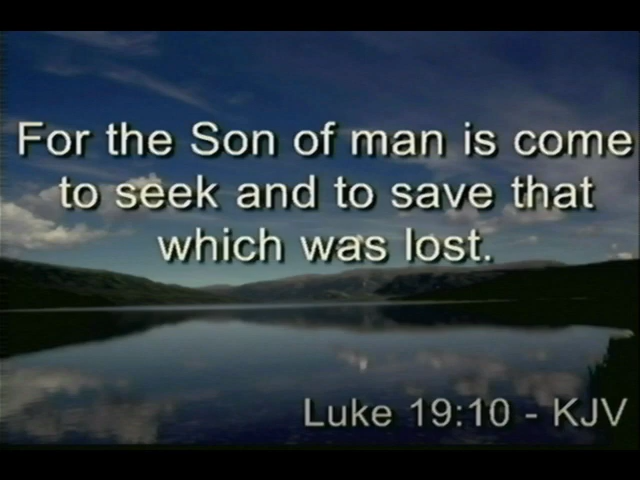 For the Son of man is come
to seek and to save that
which was lost.
Luke 19:10 - KJV